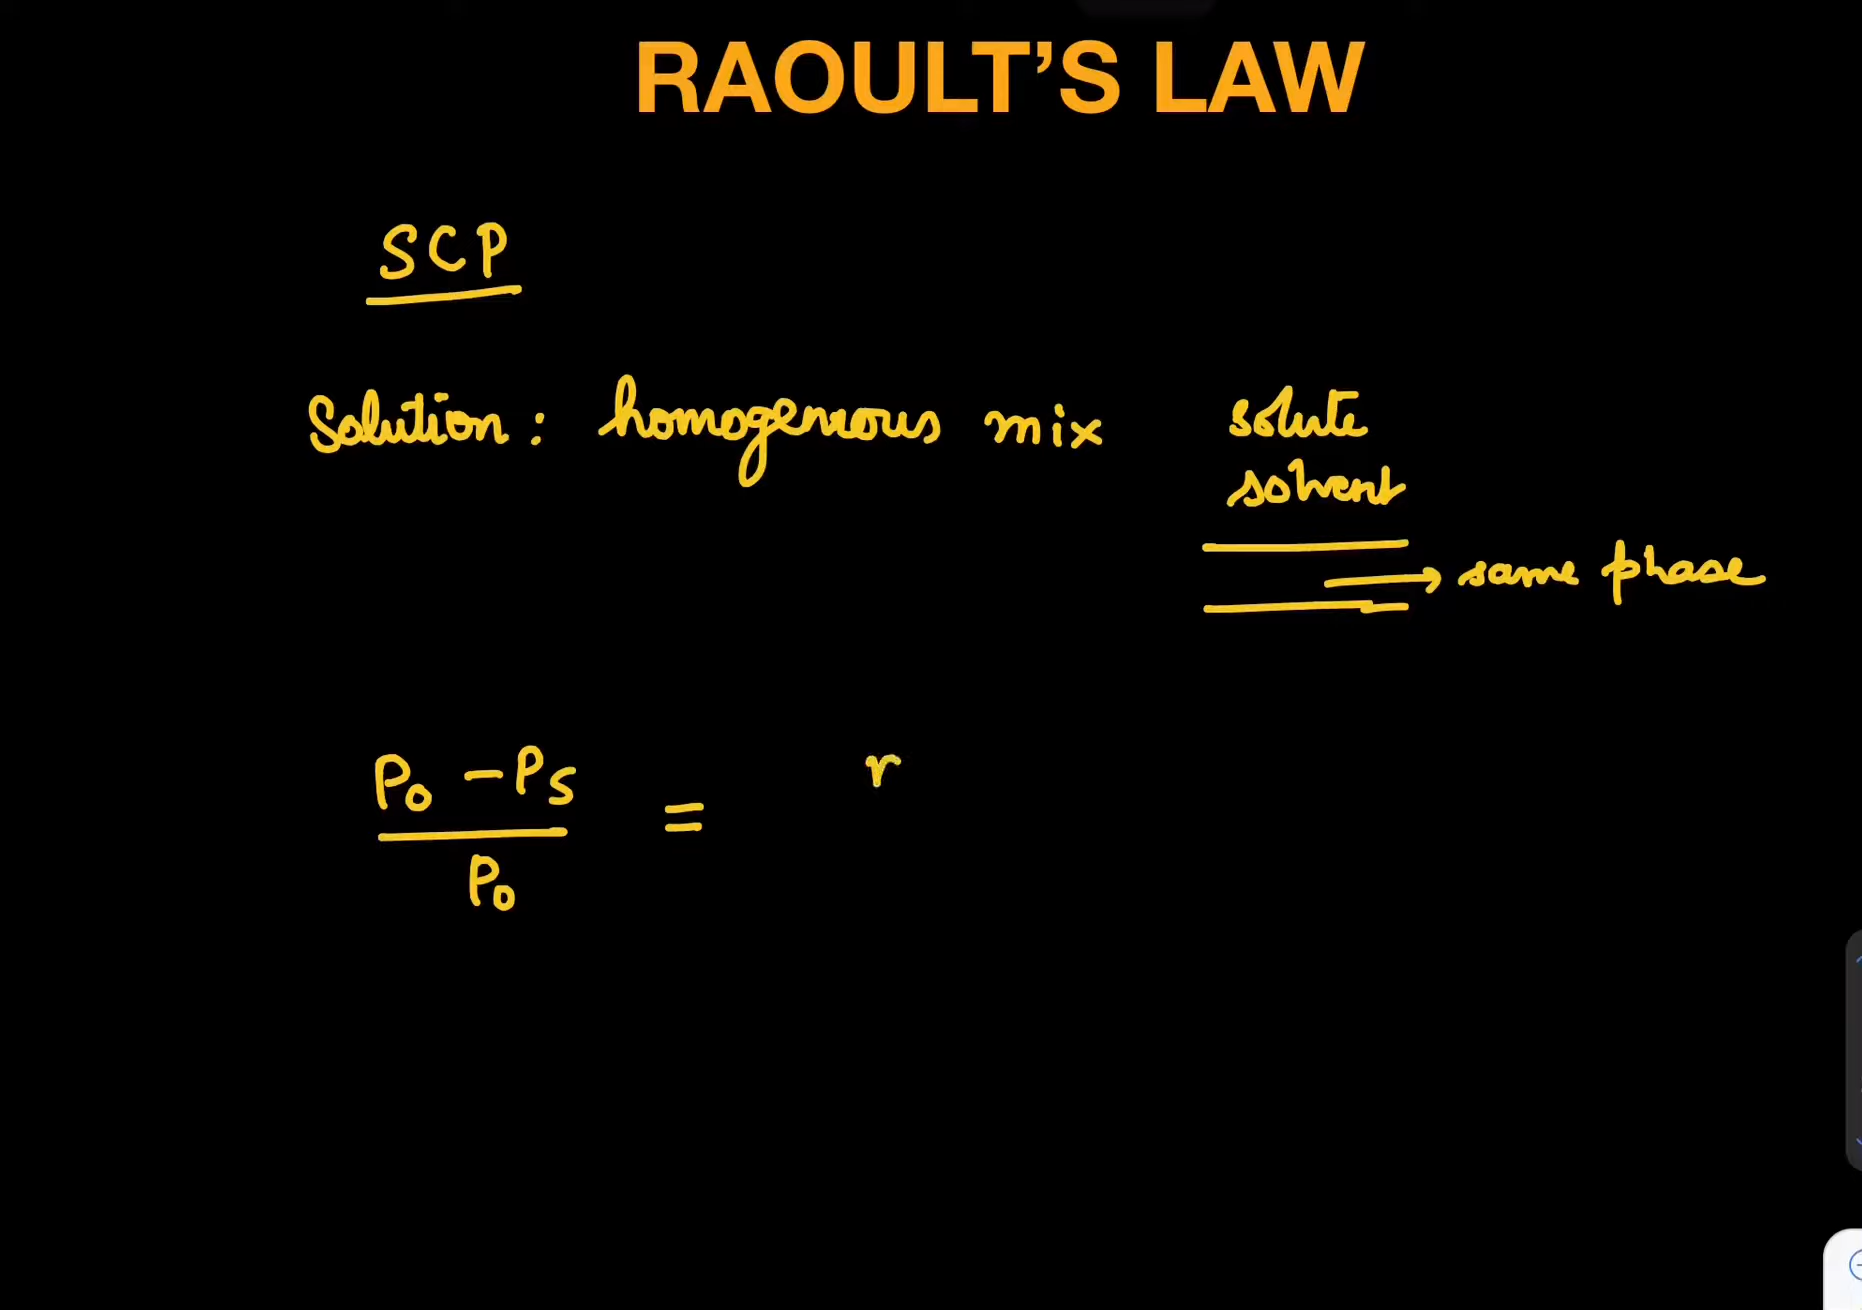 RAOULT'S LAW
SCP
Solution: homogeneous mix
solute
solvent
→ same phase
P₀ - Ps
P₀
=
r